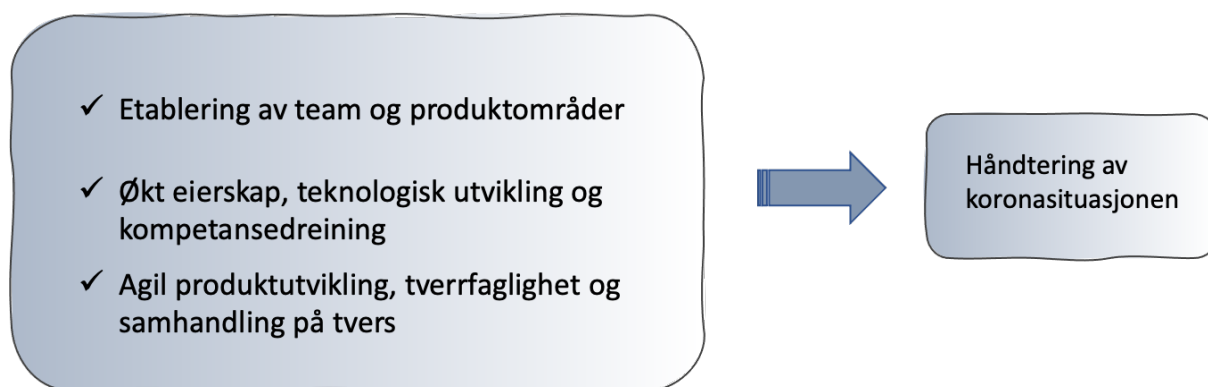 ✓ Etablering av team og produktområder
✓ Økt eierskap, teknologisk utvikling og
kompetansedreining
✓ Agil produktutvikling, tverrfaglighet og
samhandling på tvers
Håndtering av
koronasituasjonen